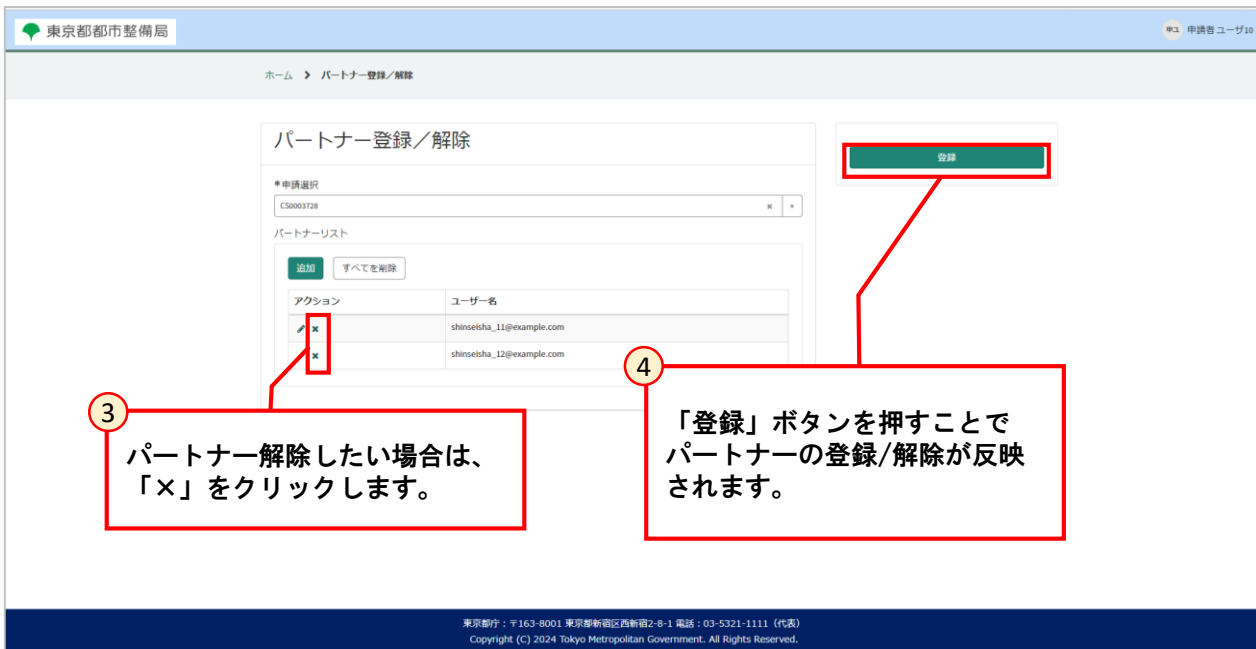 東京都都市整備局
申ユ 申請者 ユーザ10
ホーム > パートナー登録/解除
パートナー登録/解除
登録
*申請選択
CS0003728
パートナーリスト
追加 すべてを削除
アクション ユーザー名
shinseisha_11@example.com
shinseisha_12@example.com
3
パートナー解除したい場合は、
「×」をクリックします。
4
「登録」ボタンを押すことで
パートナーの登録/解除が反映
されます。
東京都庁:〒163-8001 東京都新宿区西新宿2-8-1 電話:03-5321-1111(代表)
Copyright (C) 2024 Tokyo Metropolitan Government. All Rights Reserved.